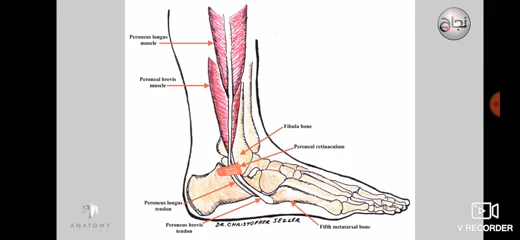 نجاح
Peroneus longus
muscle
Peroneal brevis
muscle
Fibula bone
Peroneal retinaculum
Peroneus longus
tendon
Peroneus brevis
tendon
DR. CHRISTOPHER SEGLER
Fifth metatarsal bone
ANATOMY
V RECORDER